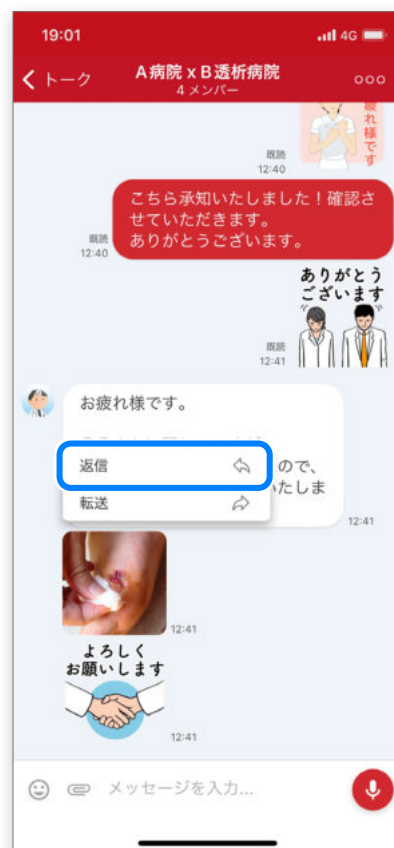 19:01
4G
トーク
A病院 x B透析病院
4 メンバー
疲れ様です
既読
12:40
こちら承知いたしました！確認さ
せていただきます。
ありがとうございます。
既読
12:40
ありがとう
ございます
既読
12:41
お疲れ様です。
返信
ので、
転送
いたしま
12:41
12:41
よろしく
お願いします
12:41
メッセージを入力...